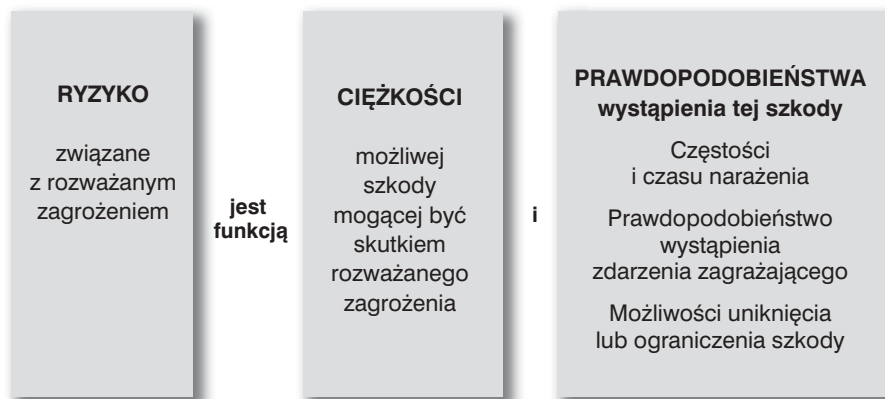 RYZYKO
związane
z rozważanym
zagrożeniem
jest
funkcją
CIĘŻKOŚCI
możliwej
szkody
mogącej być
skutkiem
rozważanego
zagrożenia
i
PRAWDOPODOBIEŃSTWA
wystąpienia tej szkody
Częstości
i czasu narażenia
Prawdopodobieństwo
wystąpienia
zdarzenia zagrażającego
Możliwości uniknięcia
lub ograniczenia szkody